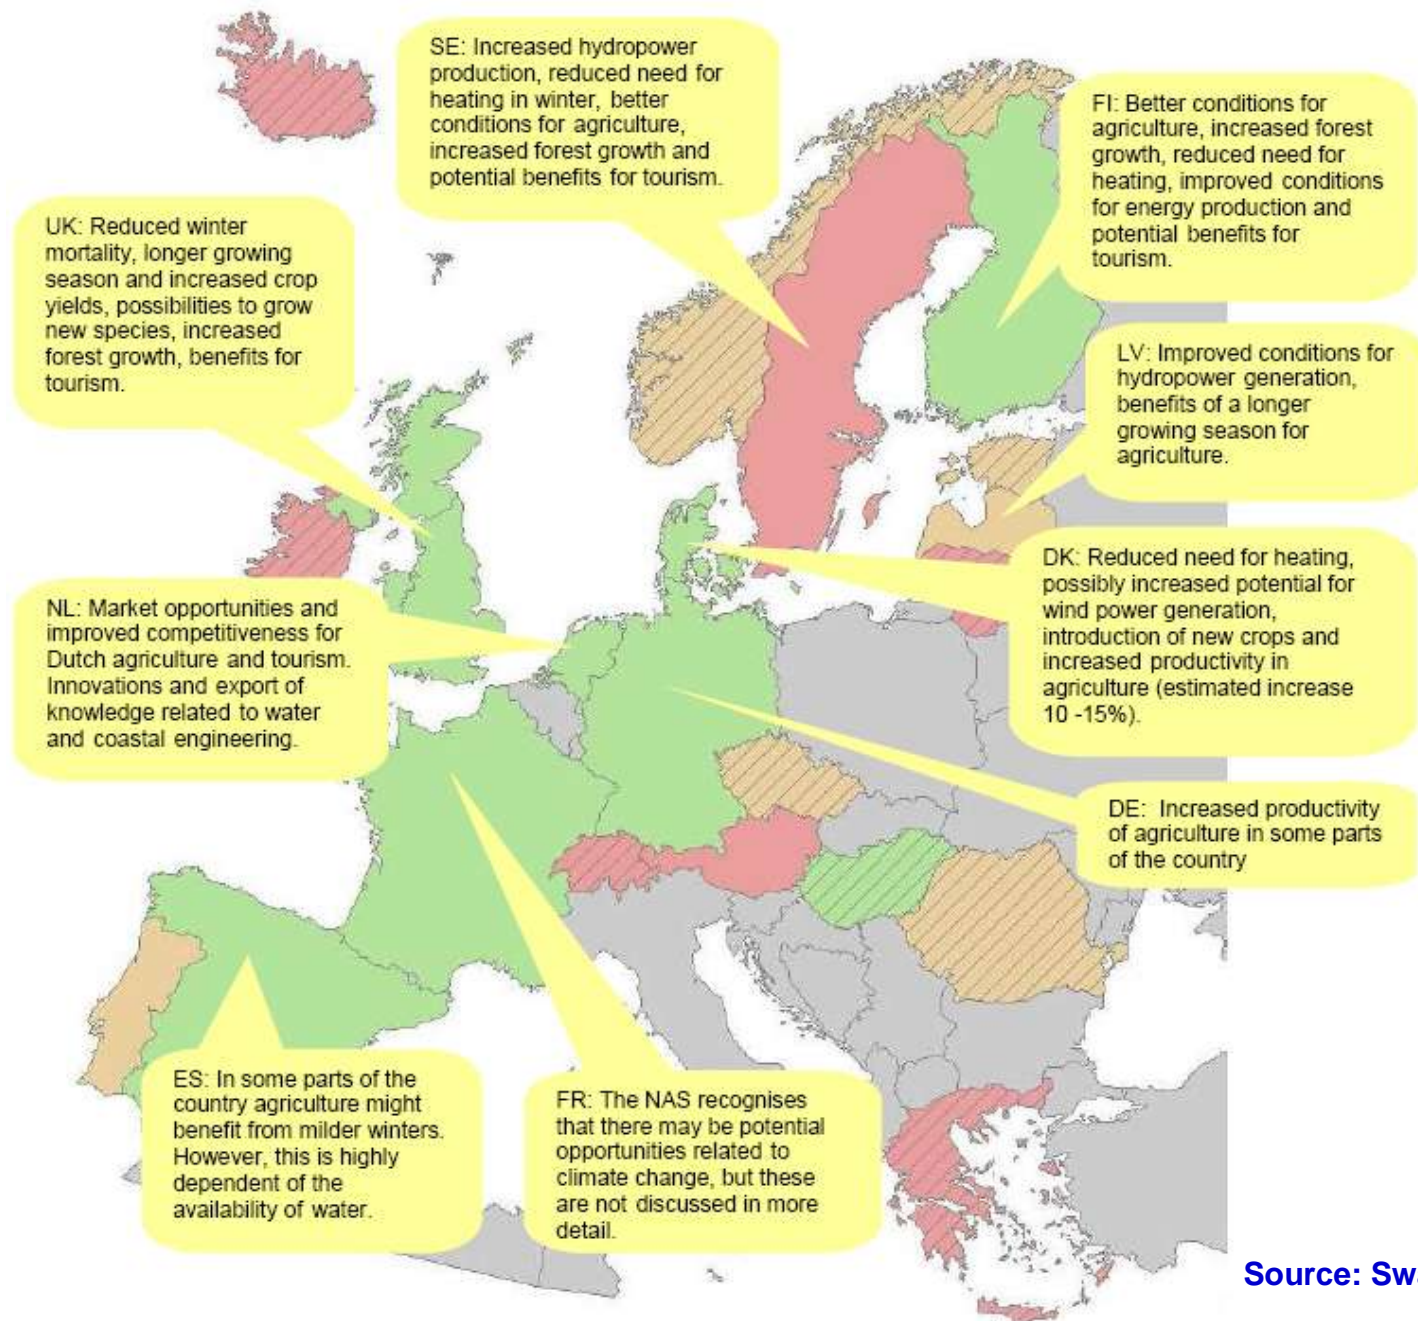 SE: Increased hydropower
production, reduced need for
heating in winter, better
conditions for agriculture,
increased forest growth and
potential benefits for tourism.
FI: Better conditions for
agriculture, increased forest
growth, reduced need for
heating, improved conditions
for energy production and
potential benefits for
tourism.
UK: Reduced winter
mortality, longer growing
season and increased crop
yields, possibilities to grow
new species, increased
forest growth, benefits for
tourism.
LV: Improved conditions for
hydropower generation,
benefits of a longer
growing season for
agriculture.
DK: Reduced need for heating,
possibly increased potential for
wind power generation,
introduction of new crops and
increased productivity in
agriculture (estimated increase
10 -15%).
NL: Market opportunities and
improved competitiveness for
Dutch agriculture and tourism.
Innovations and export of
knowledge related to water
and coastal engineering.
DE: Increased productivity
of agriculture in some parts
of the country
ES: In some parts of the
country agriculture might
benefit from milder winters.
However, this is highly
dependent of the
availability of water.
FR: The NAS recognises
that there may be potential
opportunities related to
climate change, but these
are not discussed in more
detail.
Source: